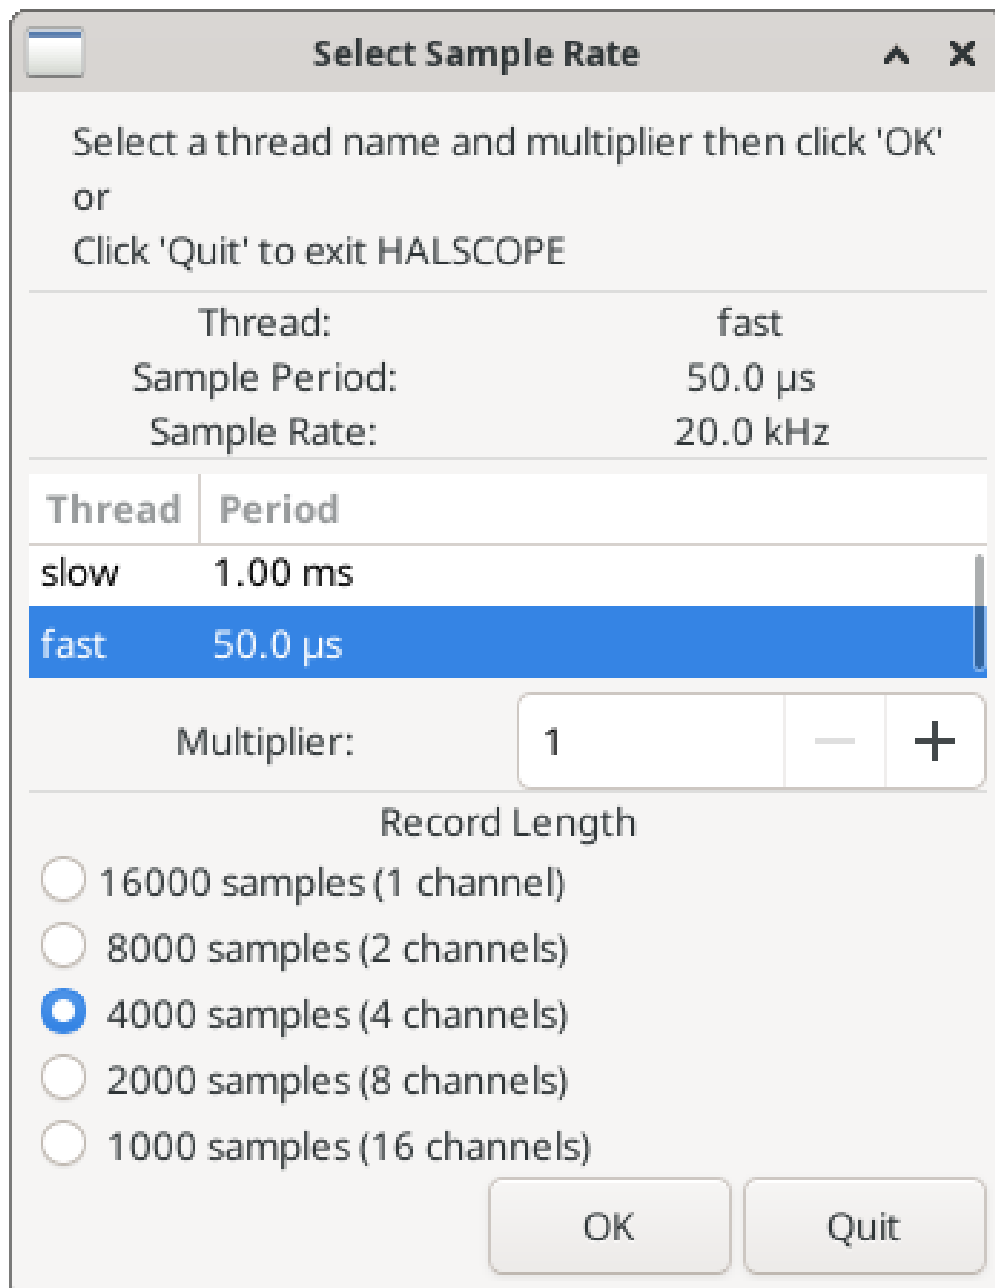 Select Sample Rate
Select a thread name and multiplier then click 'OK'
or
Click 'Quit' to exit HALSCOPE
Thread: fast
Sample Period: 50.0 µs
Sample Rate: 20.0 kHz
Thread Period
slow 1.00 ms
fast 50.0 µs
Multiplier: 1
Record Length
16000 samples (1 channel)
8000 samples (2 channels)
4000 samples (4 channels)
2000 samples (8 channels)
1000 samples (16 channels)
OK Quit